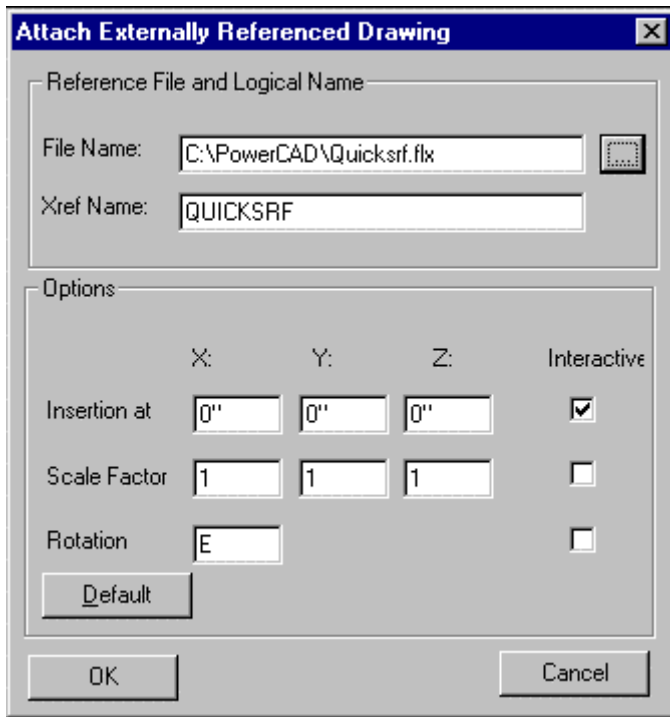 Attach Externally Referenced Drawing
Reference File and Logical Name
File Name: C:\PowerCAD\Quicksrf.flx ...
Xref Name: QUICKSRF
Options
X: Y: Z: Interactive
Insertion at 0" 0" 0"
Scale Factor 1 1 1
Rotation E
Default
OK Cancel